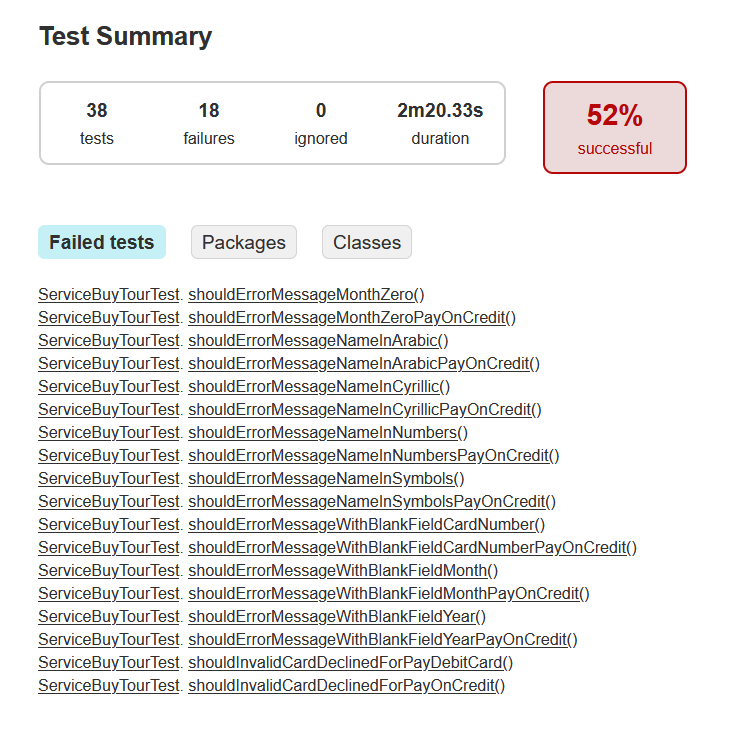 Test Summary
38 18 0 2m20.33s
tests failures ignored duration
52%
successful
Failed tests Packages Classes
ServiceBuyTourTest. shouldErrorMessageMonthZero()
ServiceBuyTourTest. shouldErrorMessageMonthZeroPayOnCredit()
ServiceBuyTourTest. shouldErrorMessageNameInArabic()
ServiceBuyTourTest. shouldErrorMessageNameInArabicPayOnCredit()
ServiceBuyTourTest. shouldErrorMessageNameInCyrillic()
ServiceBuyTourTest. shouldErrorMessageNameInCyrillicPayOnCredit()
ServiceBuyTourTest. shouldErrorMessageNameInNumbers()
ServiceBuyTourTest. shouldErrorMessageNameInNumbersPayOnCredit()
ServiceBuyTourTest. shouldErrorMessageNameInSymbols()
ServiceBuyTourTest. shouldErrorMessageNameInSymbolsPayOnCredit()
ServiceBuyTourTest. shouldErrorMessageWithBlankFieldCardNumber()
ServiceBuyTourTest. shouldErrorMessageWithBlankFieldCardNumberPayOnCredit()
ServiceBuyTourTest. shouldErrorMessageWithBlankFieldMonth()
ServiceBuyTourTest. shouldErrorMessageWithBlankFieldMonthPayOnCredit()
ServiceBuyTourTest. shouldErrorMessageWithBlankFieldYear()
ServiceBuyTourTest. shouldErrorMessageWithBlankFieldYearPayOnCredit()
ServiceBuyTourTest. shouldInvalidCardDeclinedForPayDebitCard()
ServiceBuyTourTest. shouldInvalidCardDeclinedForPayOnCredit()